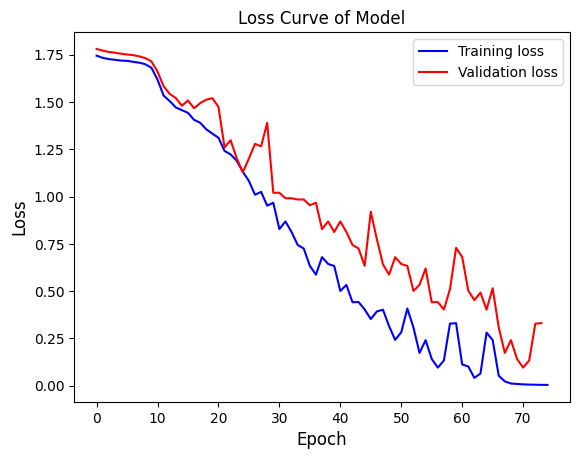 Loss Curve of Model
Training loss
Validation loss
1.75
1.50
1.25
1.00
0.75
0.50
0.25
0.00
Loss
0 10 20 30 40 50 60 70
Epoch